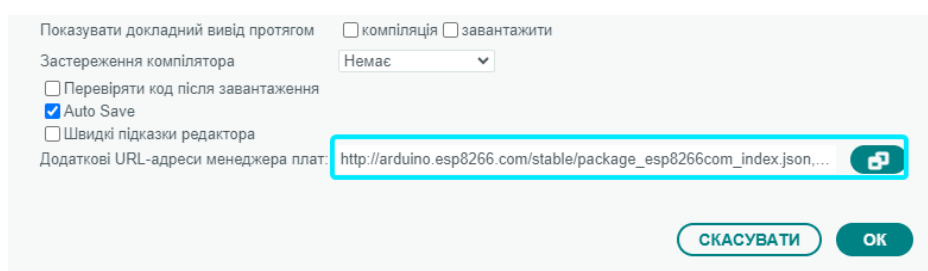 Показувати докладний вивід протягом компіляція завантажити
Застереження компілятора Немає
Перевіряти код після завантаження
Auto Save
Швидкі підказки редактора
Додаткові URL-адреси менеджера плат: http://arduino.esp8266.com/stable/package_esp8266com_index.json,...
СКАСУВАТИ ОК